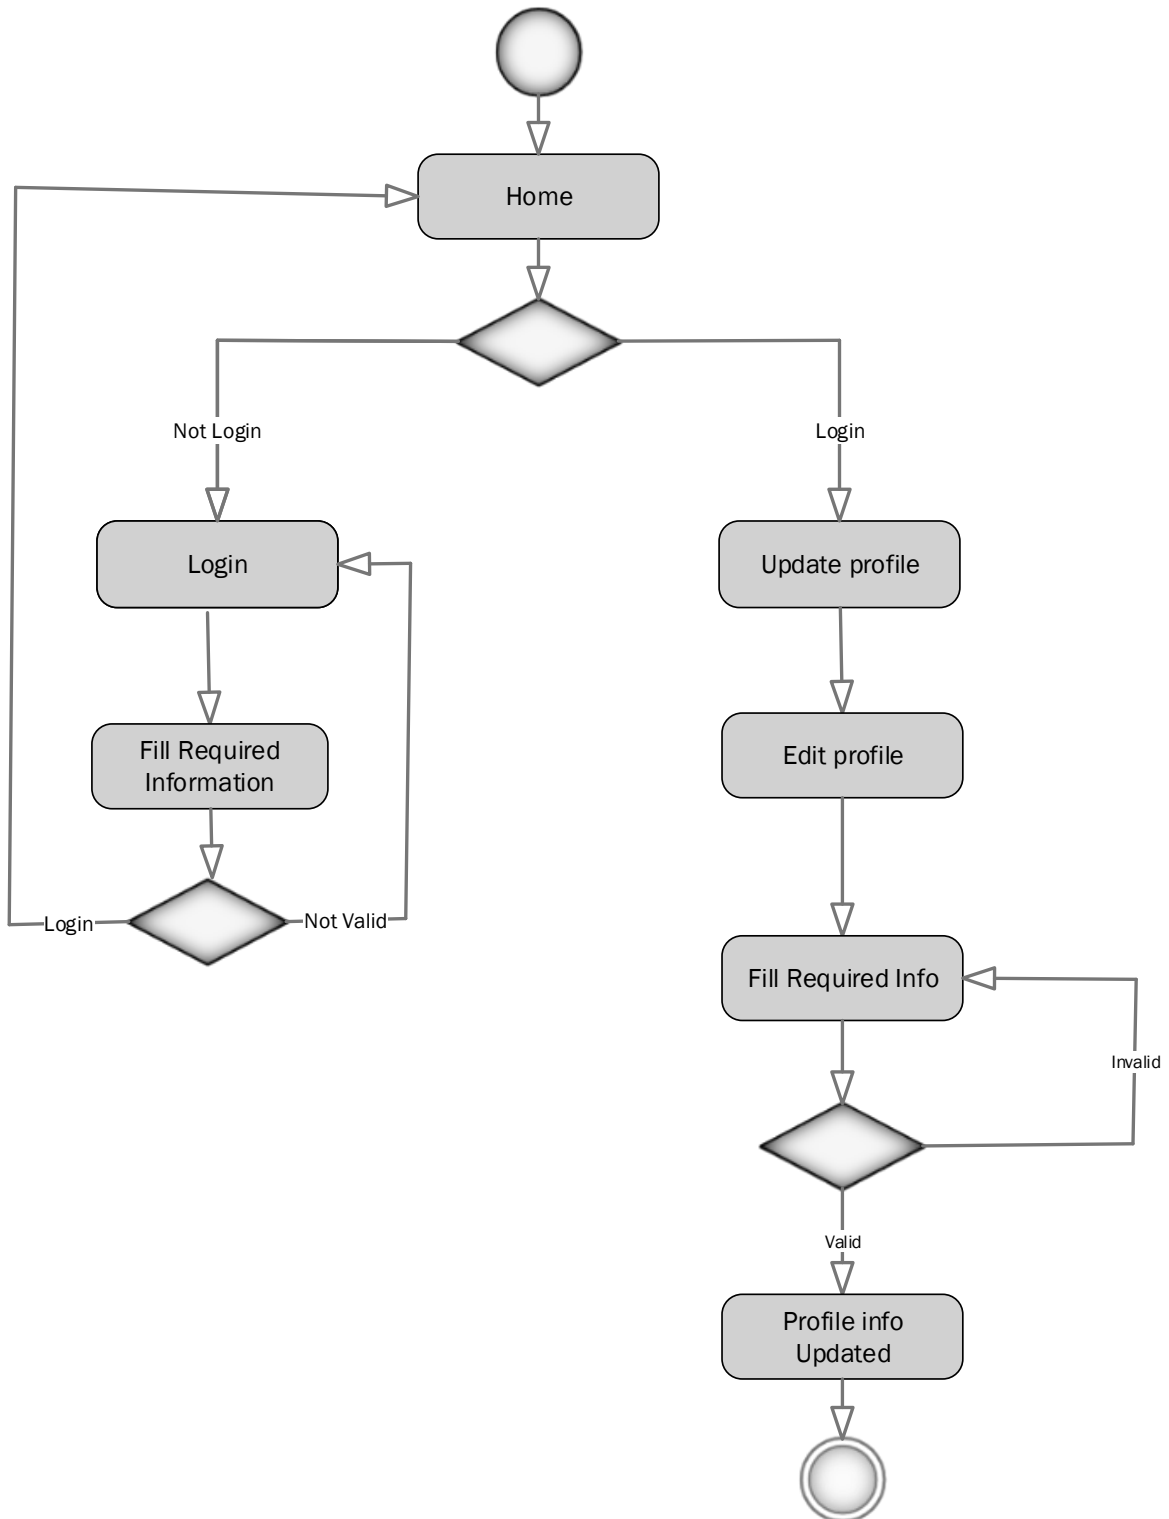 Home
Not Login
Login
Login
Update profile
Fill Required
Information
Edit profile
Login
Not Valid
Fill Required Info
Invalid
Valid
Profile info
Updated